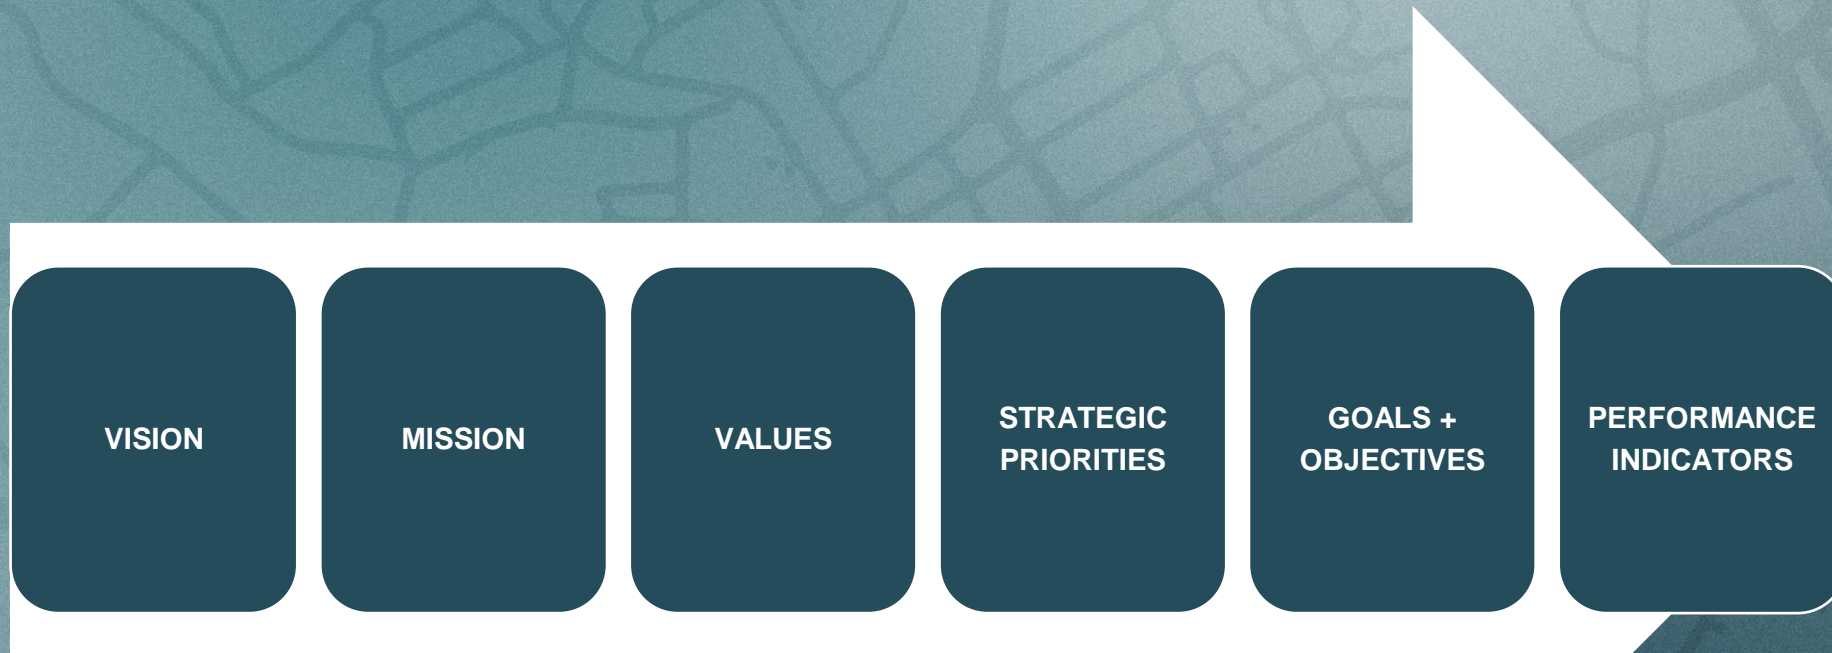 VISION
MISSION
VALUES
STRATEGIC
PRIORITIES
GOALS +
OBJECTIVES
PERFORMANCE
INDICATORS